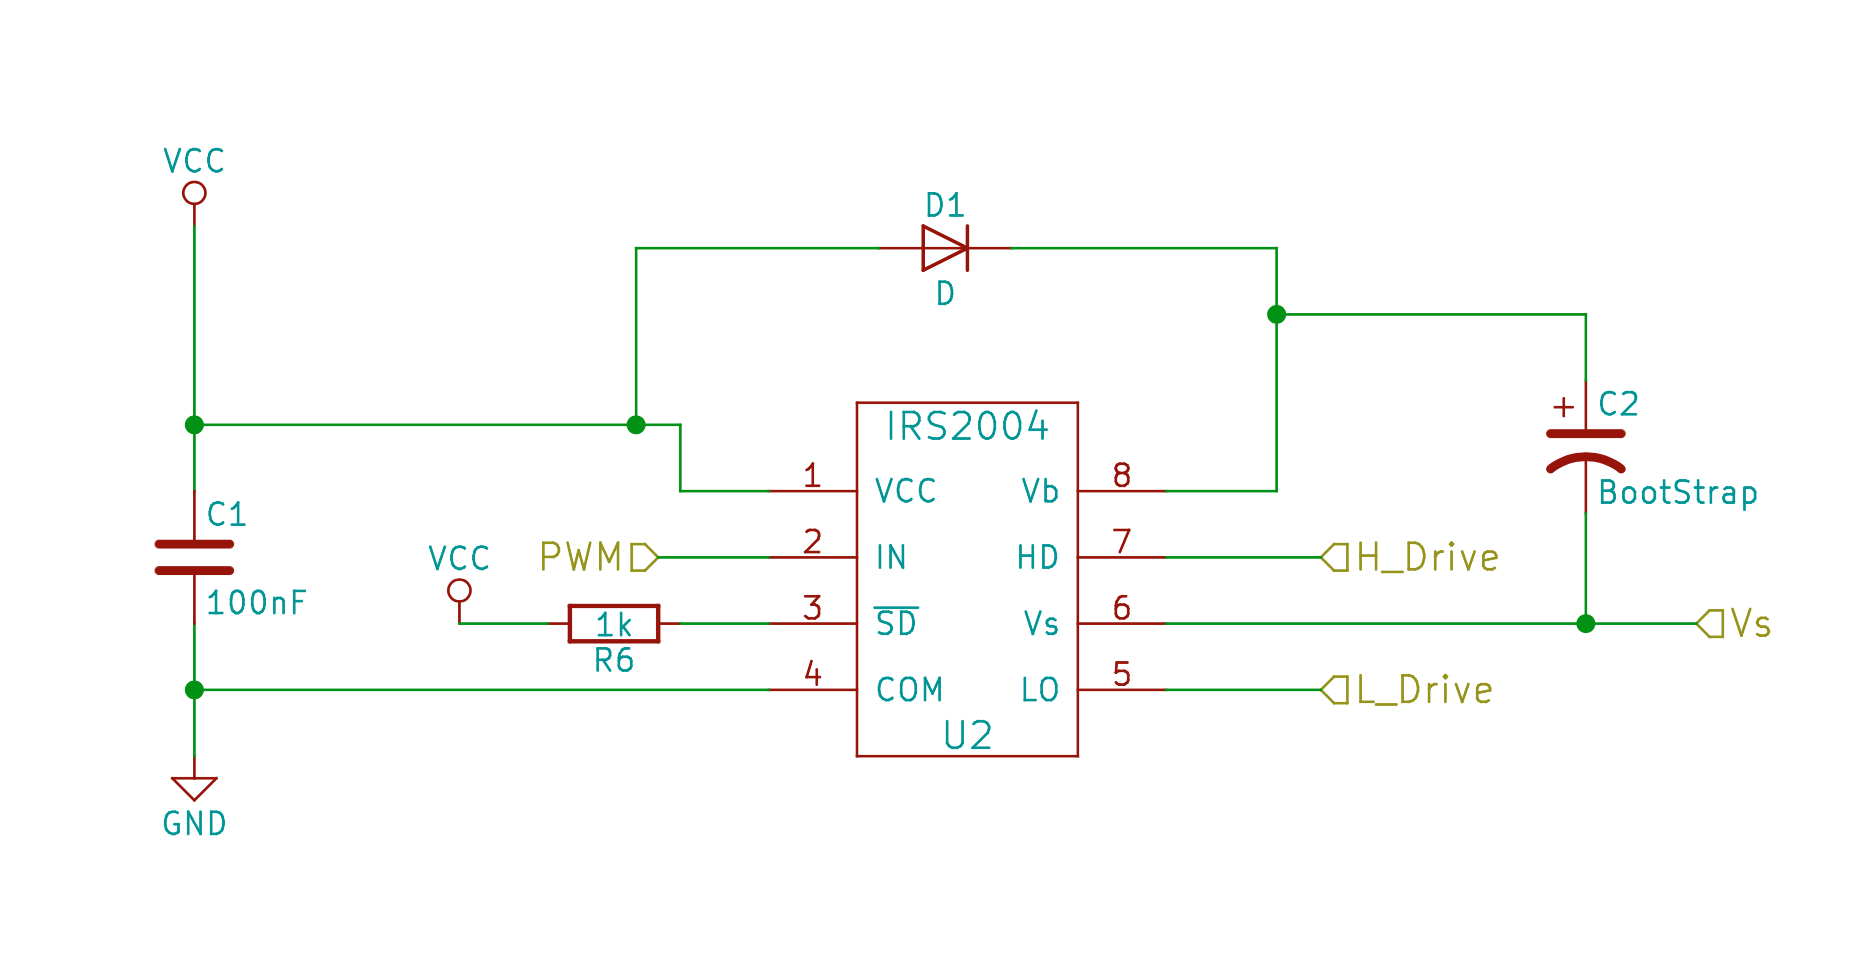 VCC
D1
D
C2
+
BootStrap
IRS2004
1 VCC Vb 8
C1
100nF
PWM 2 IN HD 7 H_Drive
VCC
1k
R6
3 SD Vs 6 Vs
4 COM LO 5 L_Drive
U2
GND